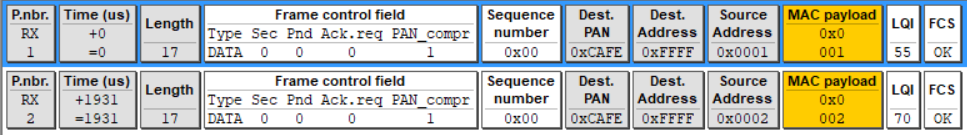 P.nbr. Time (us) Length Frame control field Sequence Dest. Dest. Source MAC payload LQI FCS
RX +0 Type Sec Pnd Ack.req PAN_compr number PAN Address Address 0x0
1 =0 17 DATA 0 0 0 1 0x00 0xCAFE 0xFFFF 0x0001 001 55 OK
P.nbr. Time (us) Length Frame control field Sequence Dest. Dest. Source MAC payload LQI FCS
RX +1931 Type Sec Pnd Ack.req PAN_compr number PAN Address Address 0x0
2 =1931 17 DATA 0 0 0 1 0x00 0xCAFE 0xFFFF 0x0002 002 70 OK